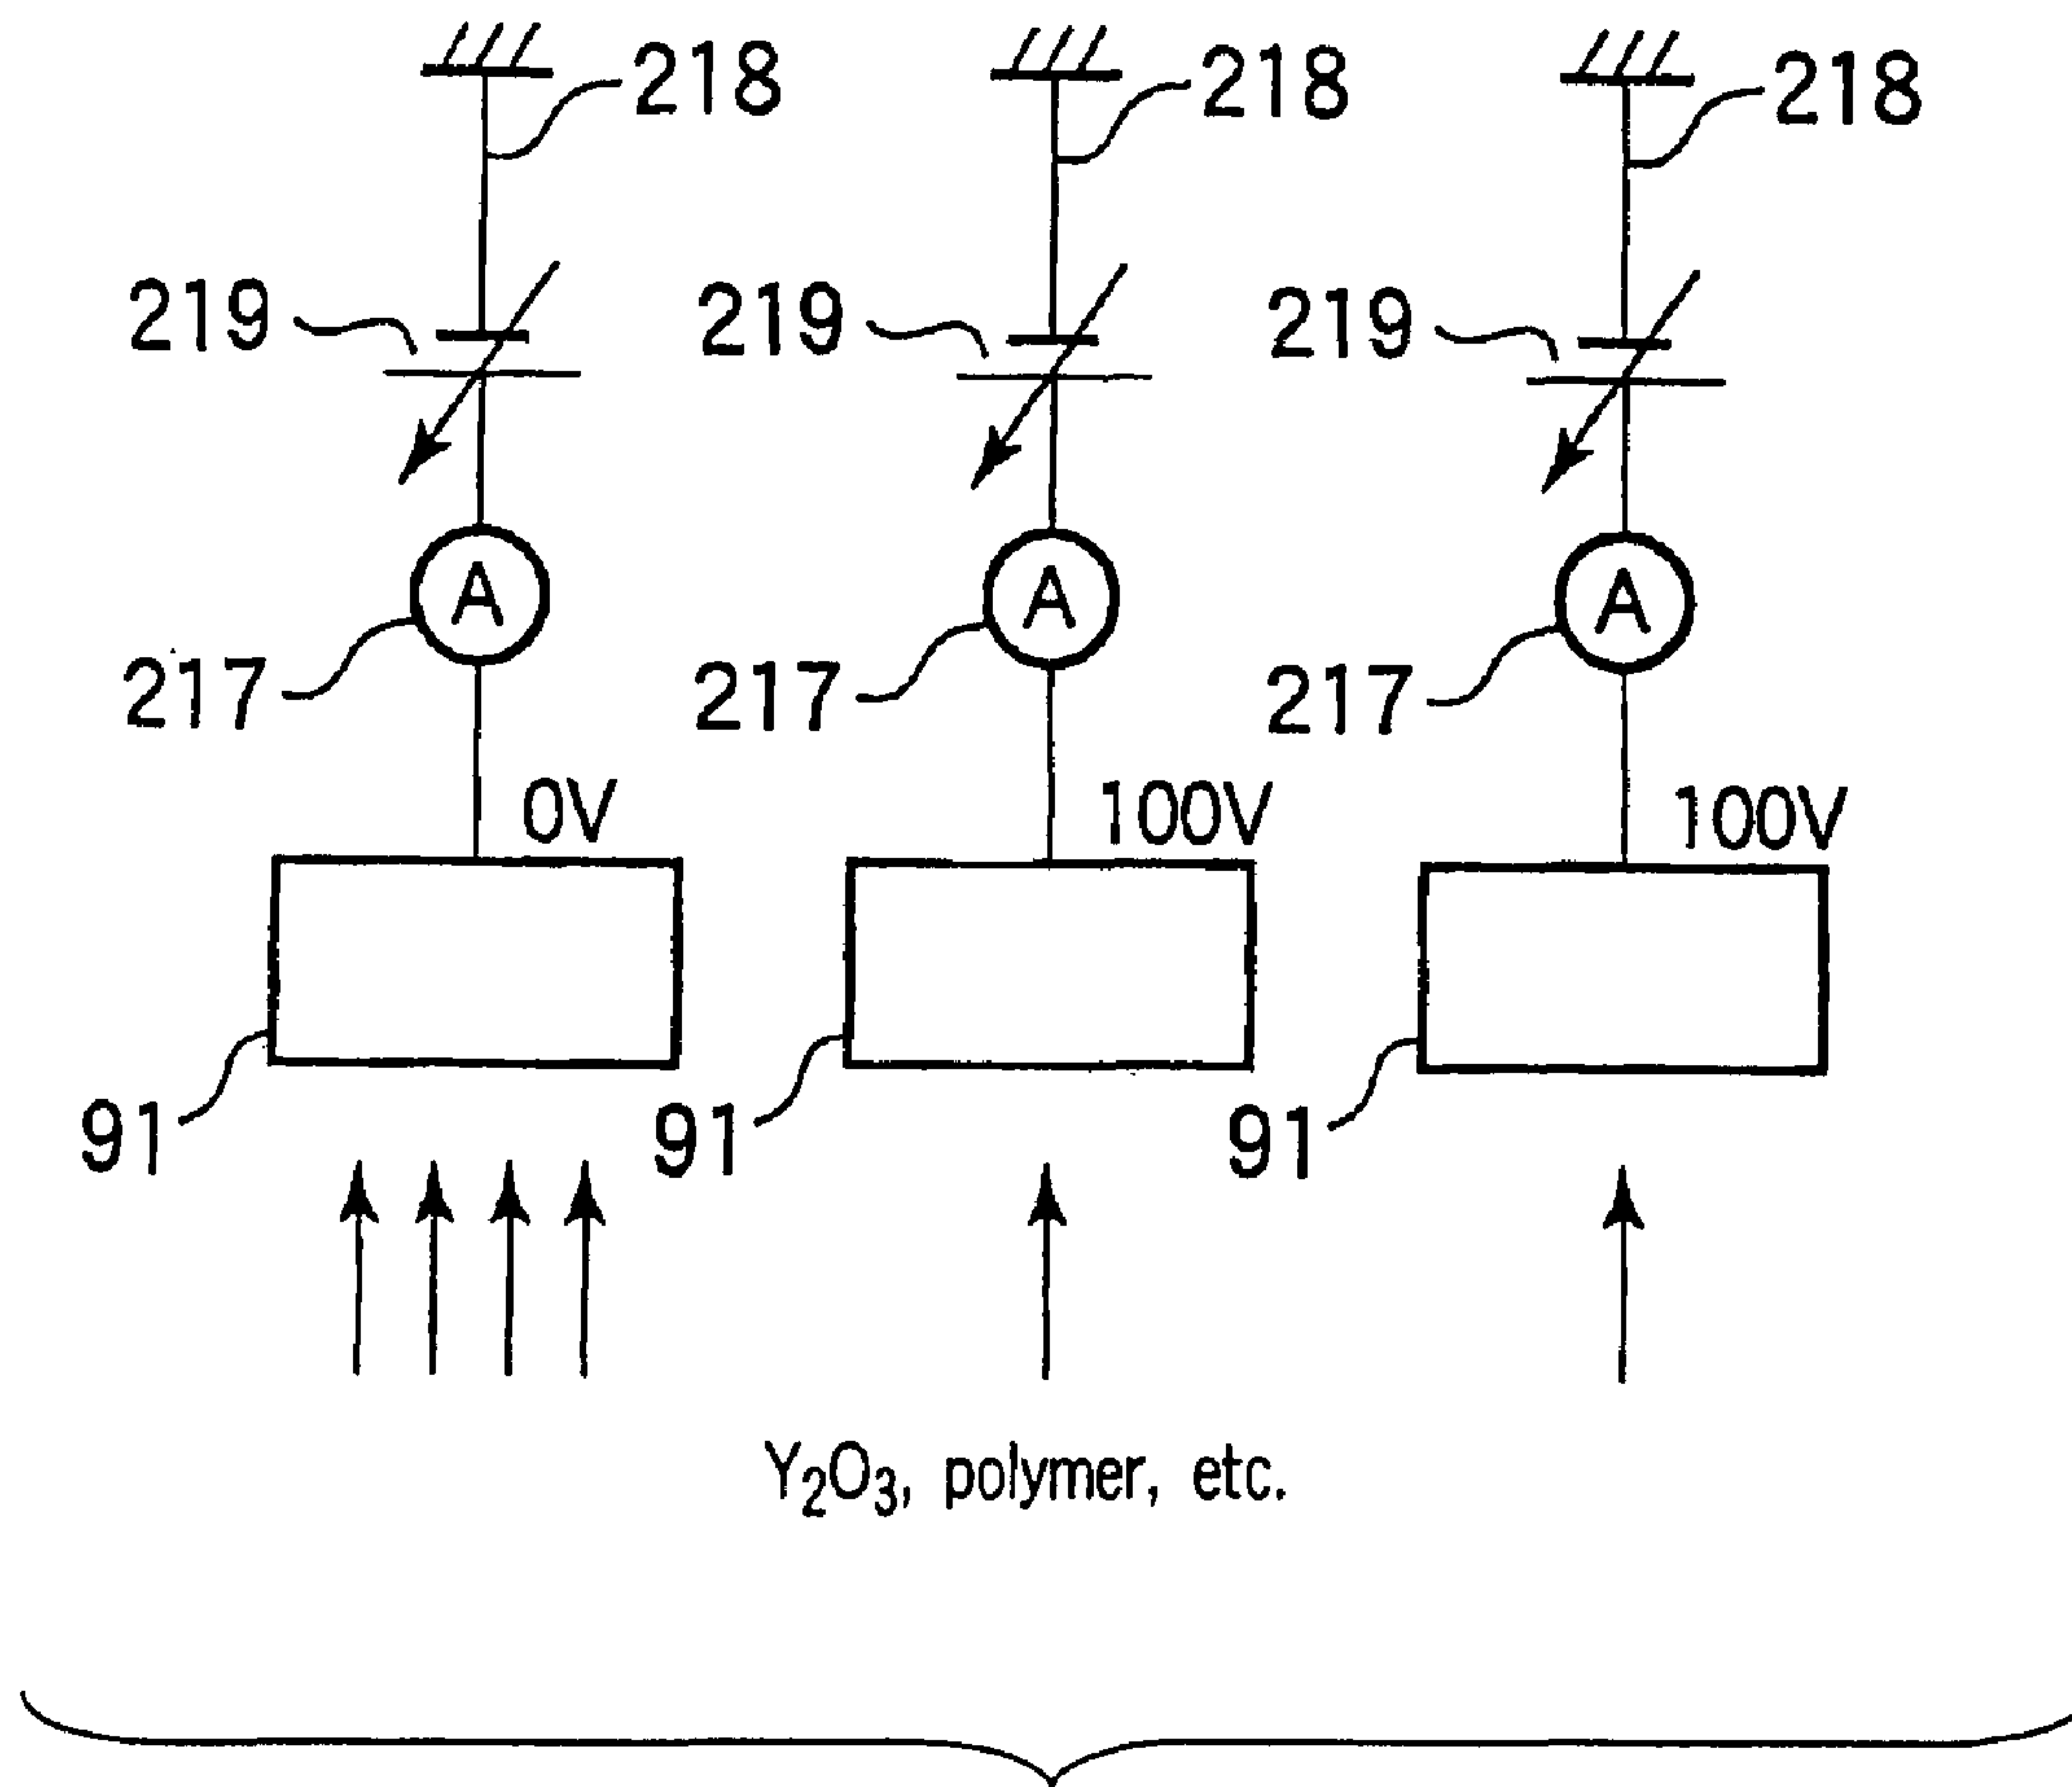 218 218 218
219 219 219
A A A
217 217 217
0V 100V 100V
91 91 91
Y₂O₃, polymer, etc.